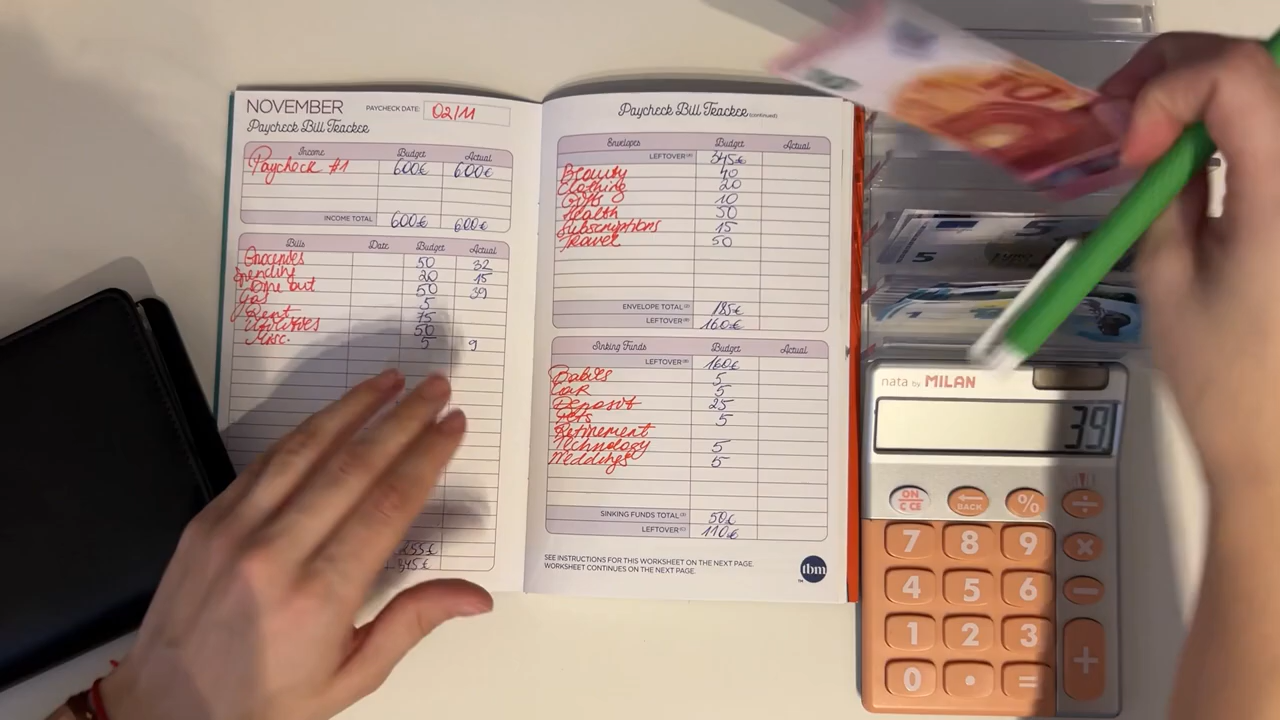 NOVEMBER PAYCHECK DATE: 02/11
Paycheck Bill Tracker
Income Budget Actual
Paycheck #1 600€ 600€
INCOME TOTAL 600€ 600€
Bills Date Budget Actual
Groceries 50 32
Spending 20 15
Dine out 50 39
Gas 5
Rent 75
Utilities 50
Misc. 5 9
255€
345€
Paycheck Bill Tracker (continued)
Envelopes Budget Actual
LEFTOVER 345€
Beauty 40
Clothing 20
Gifts 10
Health 50
Subscriptions 15
Travel 50
ENVELOPE TOTAL 185€
LEFTOVER 160€
Sinking Funds Budget Actual
LEFTOVER 160€
Babies 5
Car 5
Deposit 25
Pets 5
Retirement
Technology 5
Weddings 5
SINKING FUNDS TOTAL 50€
LEFTOVER 110€
SEE INSTRUCTIONS FOR THIS WORKSHEET ON THE NEXT PAGE.
WORKSHEET CONTINUES ON THE NEXT PAGE.
tbm
10
5
nata by MILAN
39
ON
C/CE
BACK
%
÷
7 8 9 ×
4 5 6 −
1 2 3 +
0 . =